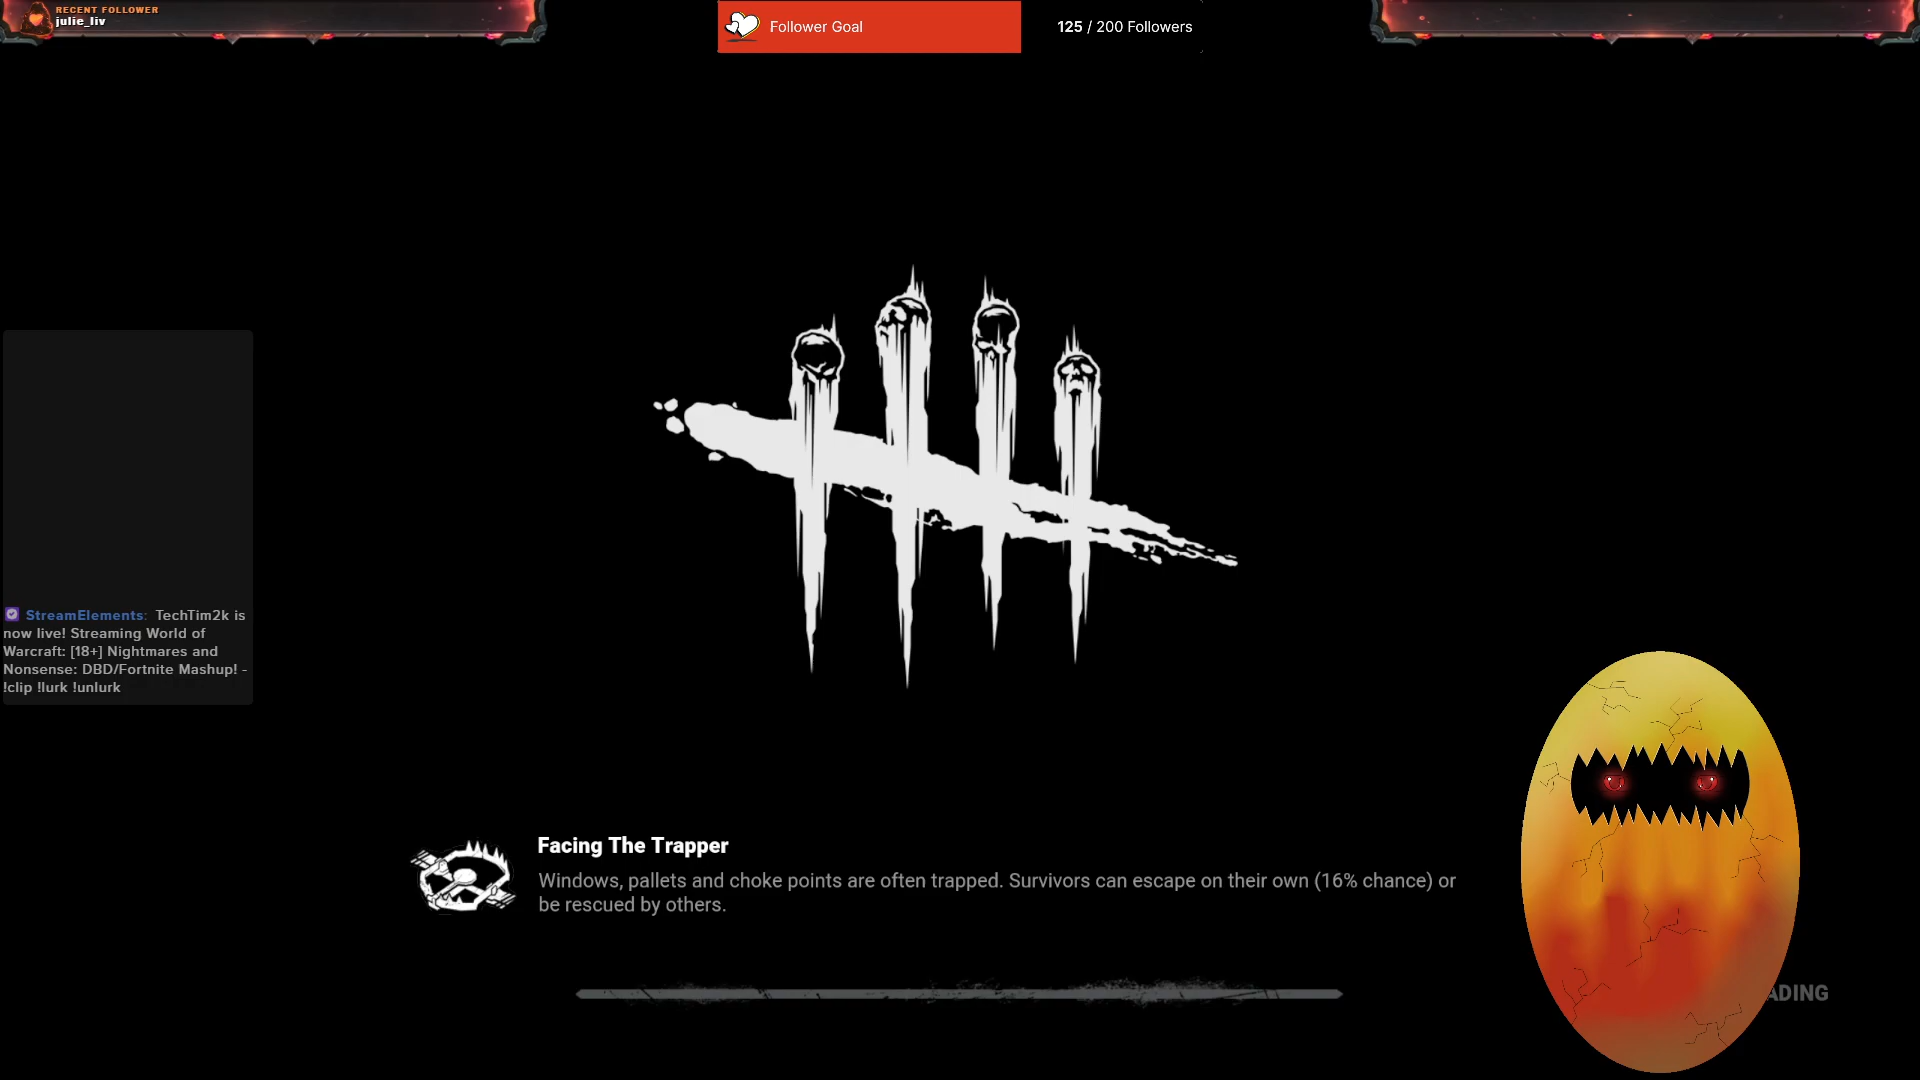 RECENT FOLLOWER
julie_liv
Follower Goal
125 / 200 Followers
StreamElements: TechTim2k is
now live! Streaming World of
Warcraft: [18+] Nightmares and
Nonsense: DBD/Fortnite Mashup! -
!clip !lurk !unlurk
Facing The Trapper
Windows, pallets and choke points are often trapped. Survivors can escape on their own (16% chance) or
be rescued by others.
ADING